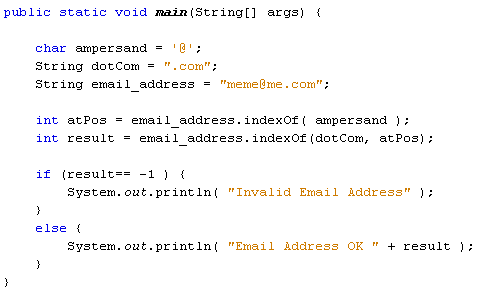 public static void main(String[] args) {
char ampersand = '@';
String dotCom = ".com";
String email_address = "meme@me.com";
int atPos = email_address.indexOf( ampersand );
int result = email_address.indexOf(dotCom, atPos);
if (result== -1 ) {
System.out.println( "Invalid Email Address" );
}
else {
System.out.println( "Email Address OK " + result );
}
}